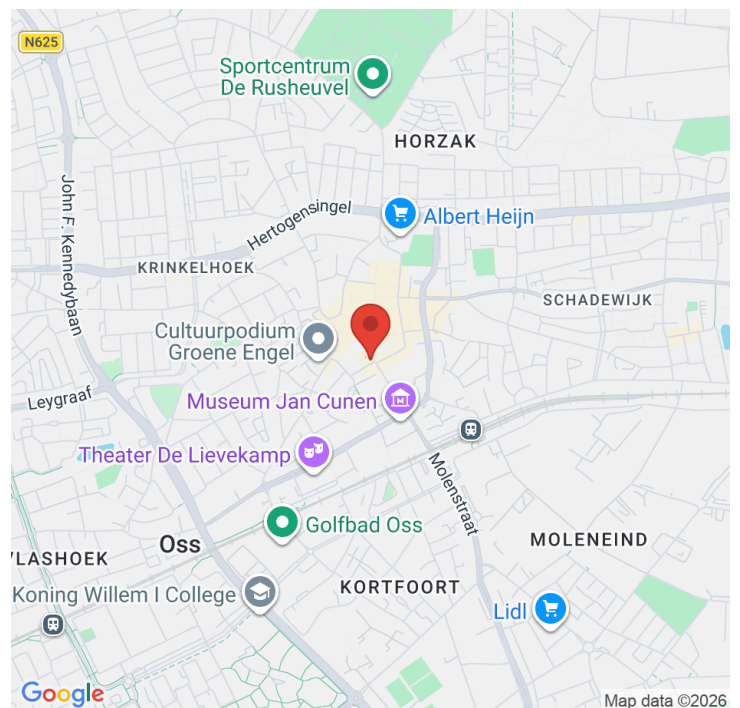 N625
Sportcentrum
De Rusheuvel
HORZAK
John F. Kennedybaan
Hertogensingel
Albert Heijn
KRINKELHOEK
SCHADEWIJK
Cultuurpodium
Groene Engel
Leygraaf
Museum Jan Cunen
M
Theater De Lievekamp
Molenstraat
Golfbad Oss
Oss
MOLENEIND
VLASHOEK
KORTFOORT
Koning Willem I College
Lidl
Google
Map data ©2026